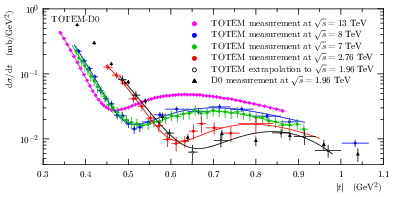 TOTEM-D0
TOTEM measurement at √s = 13 TeV
TOTEM measurement at √s = 8 TeV
TOTEM measurement at √s = 7 TeV
TOTEM measurement at √s = 2.76 TeV
TOTEM extrapolation to √s = 1.96 TeV
D0 measurement at √s = 1.96 TeV
dσ/dt (mb/GeV²)
10⁰
10⁻¹
10⁻²
0.3 0.4 0.5 0.6 0.7 0.8 0.9 1 1.1
|t| (GeV²)